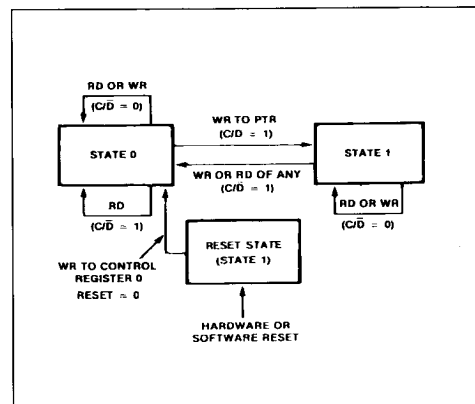 RD OR WR
(C/D̅ = 0)
WR TO PTR
(C/D̅ = 1)
STATE 0
STATE 1
WR OR RD OF ANY
(C/D̅ = 1)
RD
(C/D̅ = 1)
RD OR WR
(C/D̅ = 0)
RESET STATE
(STATE 1)
WR TO CONTROL
REGISTER 0
RESET = 0
HARDWARE OR
SOFTWARE RESET